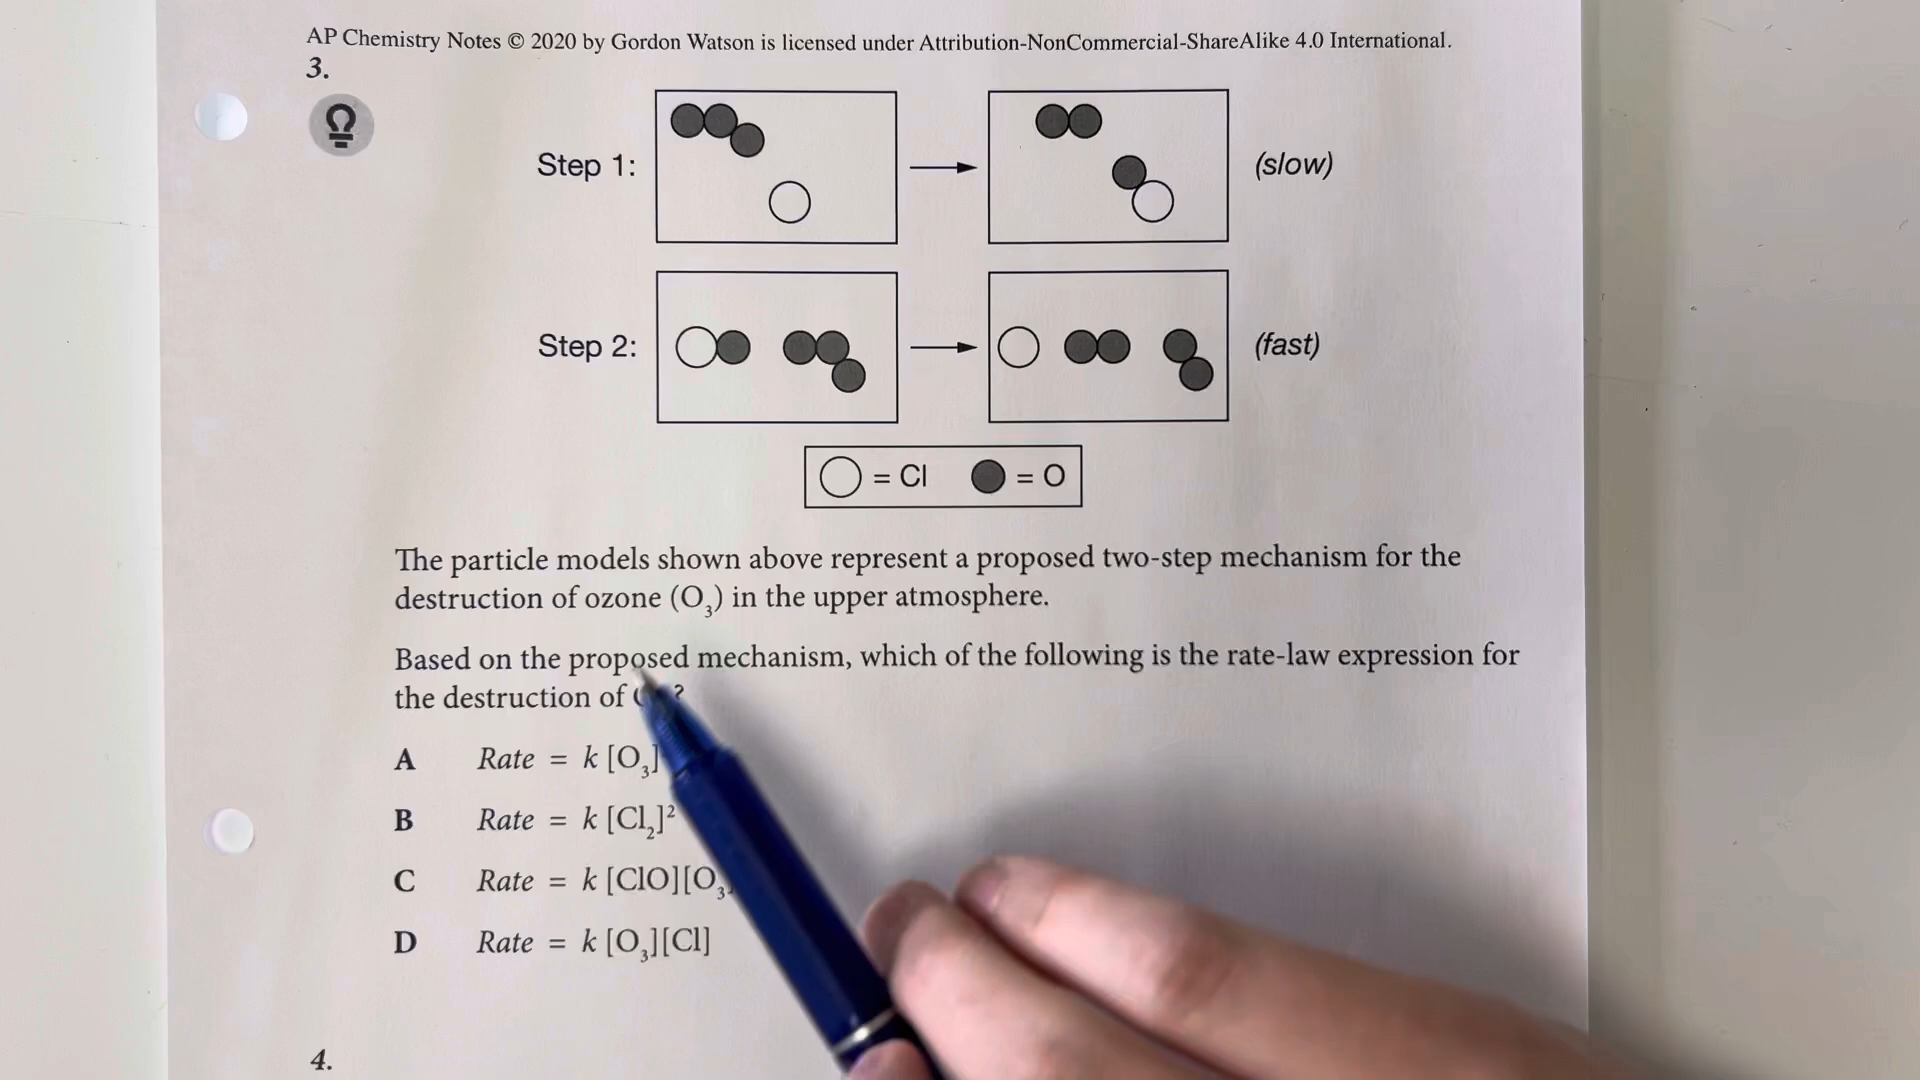 AP Chemistry Notes © 2020 by Gordon Watson is licensed under Attribution-NonCommercial-ShareAlike 4.0 International.
3.
Step 1: (slow)
Step 2: (fast)
= Cl = O
The particle models shown above represent a proposed two-step mechanism for the
destruction of ozone (O₃) in the upper atmosphere.
Based on the proposed mechanism, which of the following is the rate-law expression for
the destruction of ?
A Rate = k [O₃]
B Rate = k [Cl₂]²
C Rate = k [ClO][O₃
D Rate = k [O₃][Cl]
4.